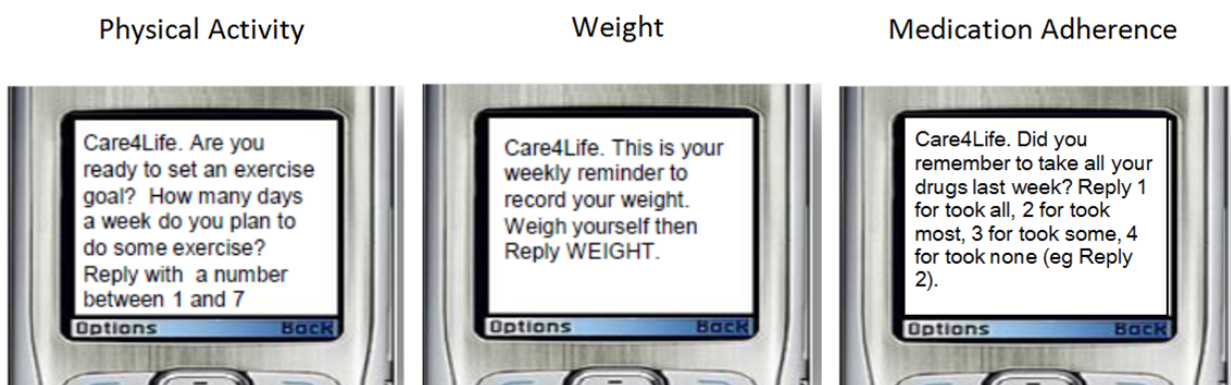 Physical Activity
Weight
Medication Adherence
Care4Life. Are you
ready to set an exercise
goal?  How many days
a week do you plan to
do some exercise?
Reply with  a number
between 1 and 7
Options Back
Care4Life. This is your
weekly reminder to
record your weight.
Weigh yourself then
Reply WEIGHT.
Options Back
Care4Life. Did you
remember to take all your
drugs last week? Reply 1
for took all, 2 for took
most, 3 for took some, 4
for took none (eg Reply
2).
Options Back